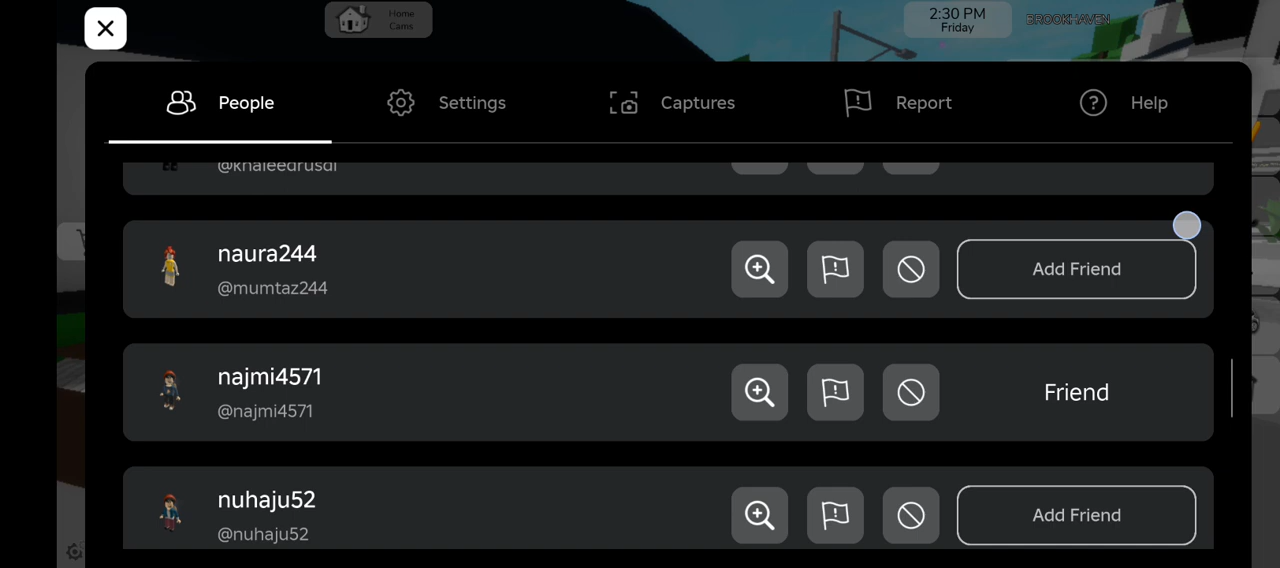 Home
Cams
2:30 PM
Friday
BROOKHAVEN
People
Settings
Captures
Report
Help
@khaleedrusdi
naura244
@mumtaz244
Add Friend
najmi4571
@najmi4571
Friend
nuhaju52
@nuhaju52
Add Friend